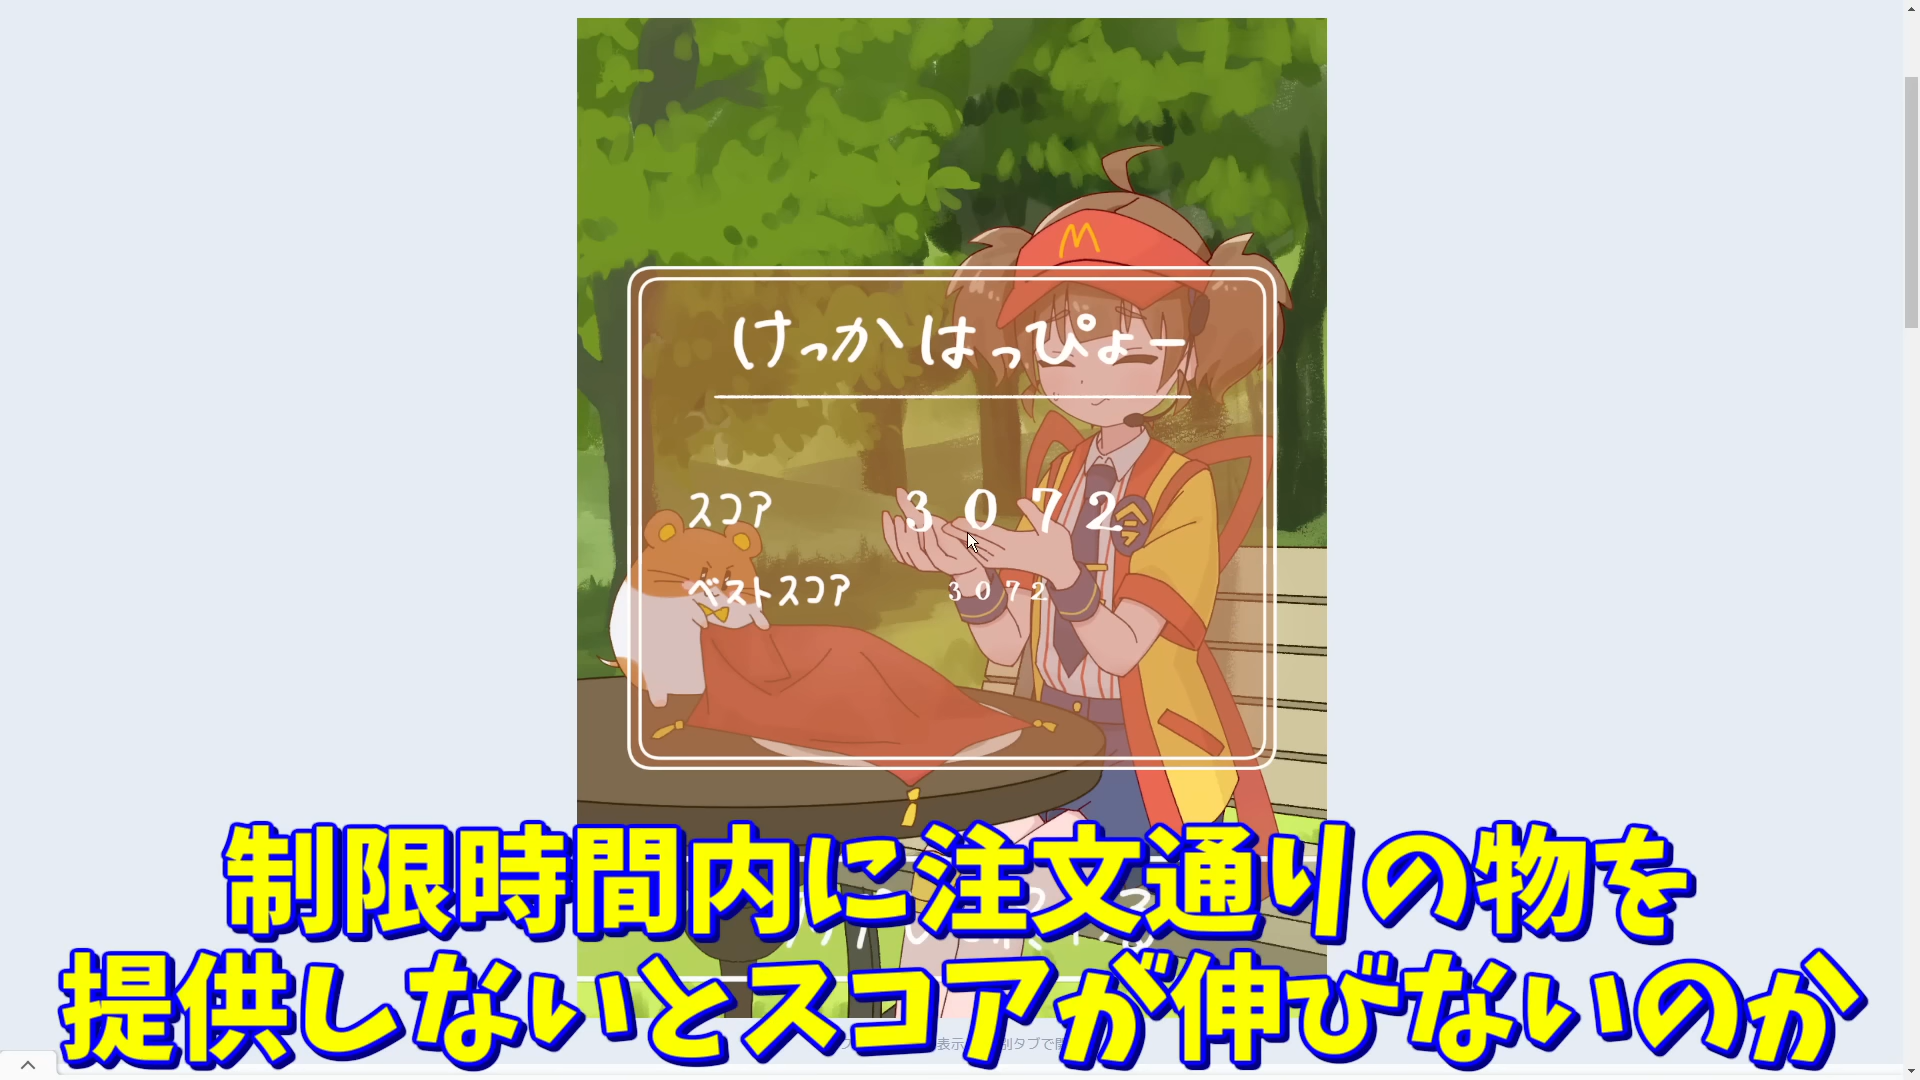 M
けっかはっぴょー
スコア 3072
ベストスコア 3072
制限時間内に注文通りの物を
提供しないとスコアが伸びないのか